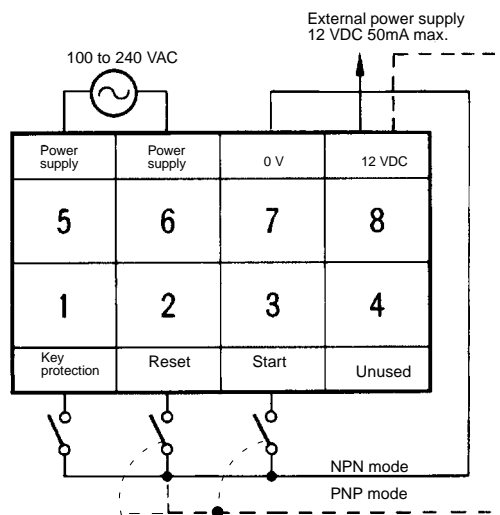 External power supply
12 VDC 50mA max.
100 to 240 VAC
Power
supply
Power
supply
0 V
12 VDC
5
6
7
8
1
2
3
4
Key
protection
Reset
Start
Unused
NPN mode
PNP mode